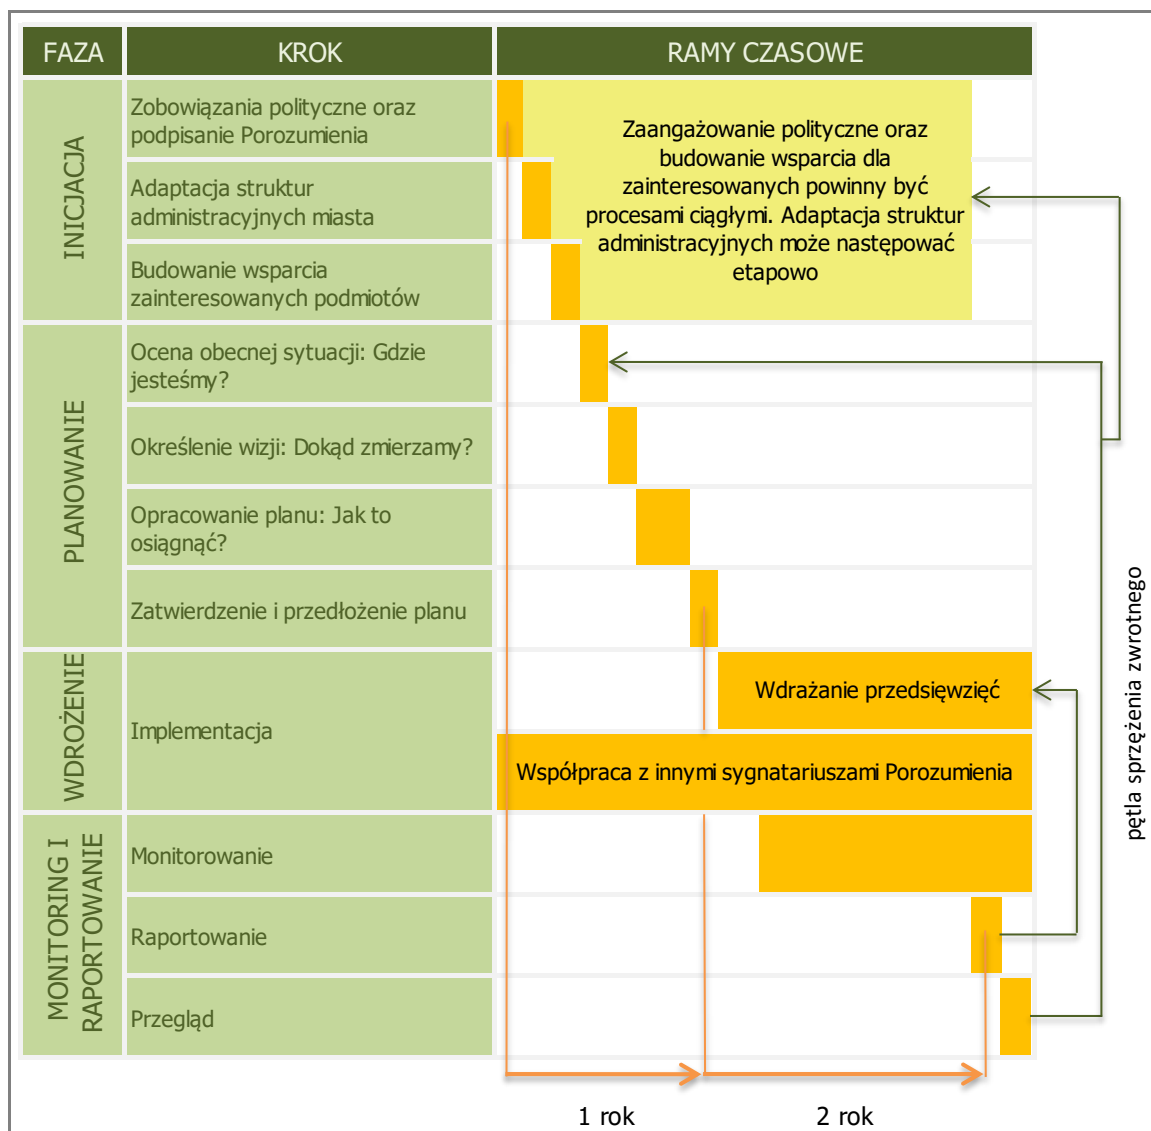 FAZA
KROK
RAMY CZASOWE
INICJACJA
Zobowiązania polityczne oraz
podpisanie Porozumienia
Adaptacja struktur
administracyjnych miasta
Budowanie wsparcia
zainteresowanych podmiotów
Zaangażowanie polityczne oraz
budowanie wsparcia dla
zainteresowanych powinny być
procesami ciągłymi. Adaptacja struktur
administracyjnych może następować
etapowo
PLANOWANIE
Ocena obecnej sytuacji: Gdzie
jesteśmy?
Określenie wizji: Dokąd zmierzamy?
Opracowanie planu: Jak to
osiągnąć?
Zatwierdzenie i przedłożenie planu
WDROŻENIE
Implementacja
Wdrażanie przedsięwzięć
Współpraca z innymi sygnatariuszami Porozumienia
MONITORING I
RAPORTOWANIE
Monitorowanie
Raportowanie
Przegląd
pętla sprzężenia zwrotnego
1 rok
2 rok